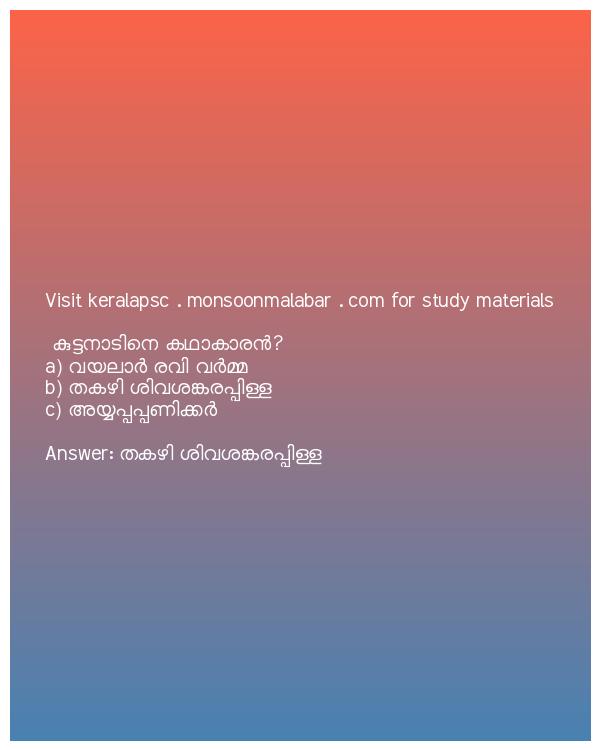 Visit keralapsc . monsoonmalabar . com for study materials
കുട്ടനാടിനെ കഥാകാരൻ?
a) വയലാർ രവി വർമ്മ
b) തകഴി ശിവശങ്കരപ്പിള്ള
c) അയ്യപ്പപ്പണിക്കർ
Answer: തകഴി ശിവശങ്കരപ്പിള്ള